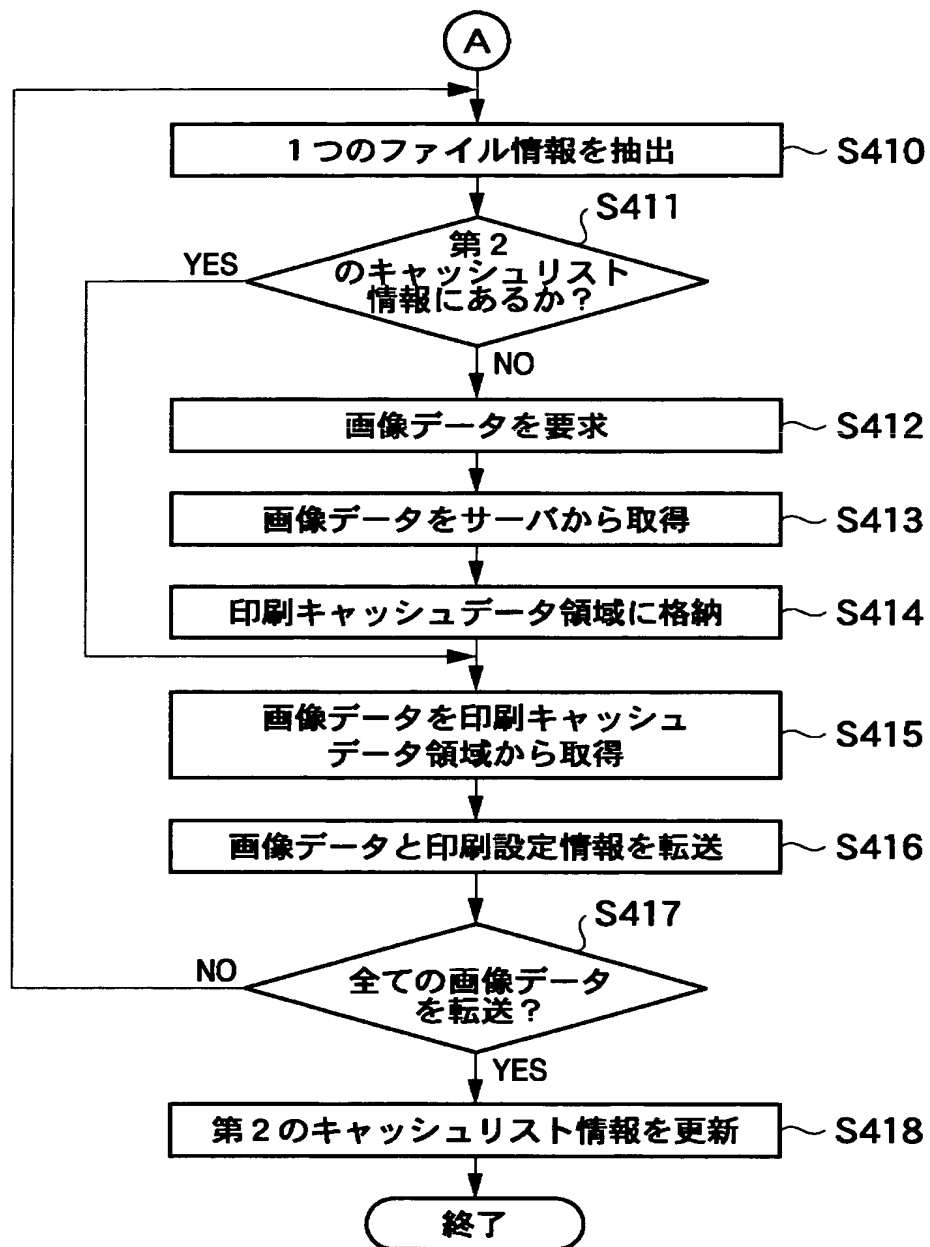 A
1つのファイル情報を抽出
S410
S411
第2
のキャッシュリスト
情報にあるか?
YES
NO
画像データを要求
S412
画像データをサーバから取得
S413
印刷キャッシュデータ領域に格納
S414
画像データを印刷キャッシュ
データ領域から取得
S415
画像データと印刷設定情報を転送
S416
S417
全ての画像データ
を転送?
NO
YES
第2のキャッシュリスト情報を更新
S418
終了